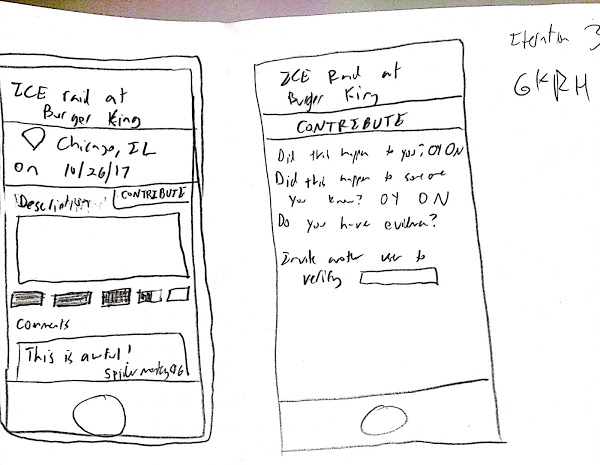 ICE raid at
Burger King
Chicago, IL
on 10/26/17
Description
CONTRIBUTE
Comments
This is awful!
ICE Raid at
Burger King
CONTRIBUTE
Did this happen to you? OY ON
Did this happen to someone
you know? OY ON
Do you have evidence?
Invite another user to
verify
Iteration 3
GKRH